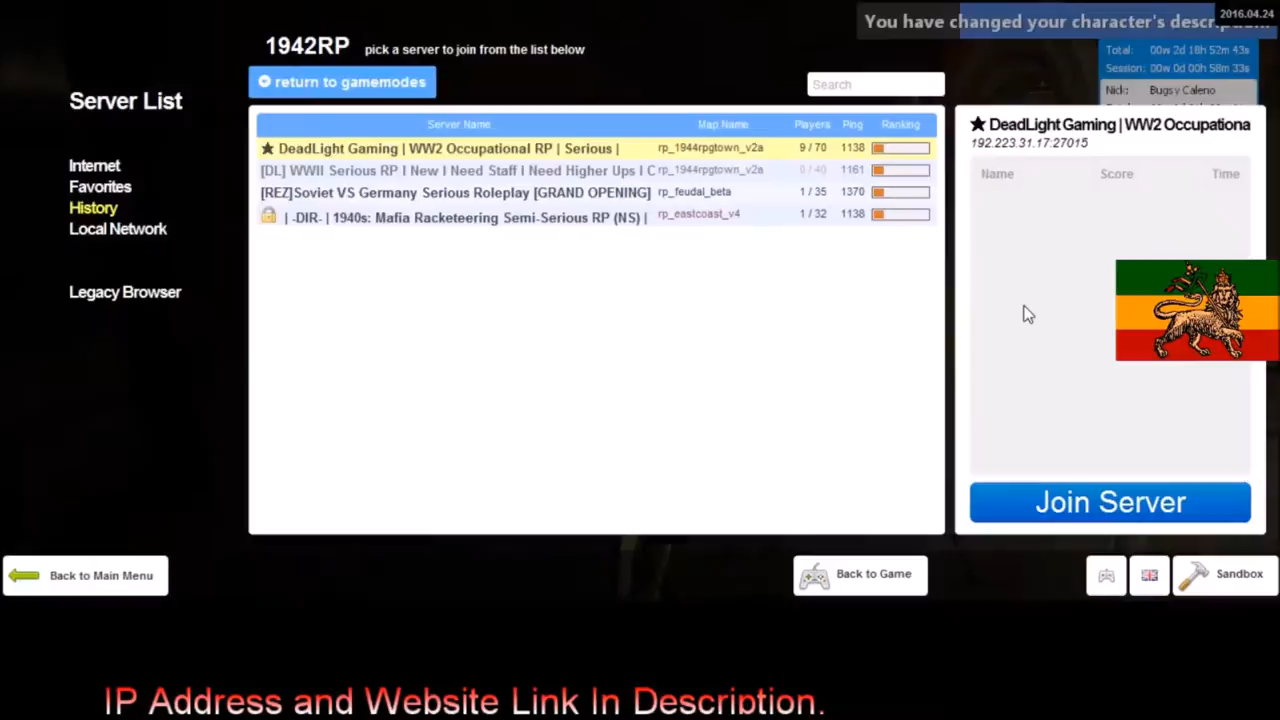 You have changed your character's
2016.04.24
1942RP pick a server to join from the list below
Total: 00w 2d 18h 52m 43s
Session: 00w 0d 00h 58m 33s
return to gamemodes
Search
Nick: Bugsy Caleno
Server List
Server Name Map Name Players Ping Ranking
DeadLight Gaming | WW2 Occupationa
192.223.31.17:27015
DeadLight Gaming | WW2 Occupational RP | Serious | rp_1944rpgtown_v2a 9 / 70 1138
Internet
[DL] WWII Serious RP I New I Need Staff I Need Higher Ups I C rp_1944rpgtown_v2a 0 / 40 1161
Name Score Time
Favorites
[REZ]Soviet VS Germany Serious Roleplay [GRAND OPENING] rp_feudal_beta 1 / 35 1370
History
| -DIR- | 1940s: Mafia Racketeering Semi-Serious RP (NS) | rp_eastcoast_v4 1 / 32 1138
Local Network
Legacy Browser
Join Server
Back to Main Menu
Back to Game
Sandbox
IP Address and Website Link In Description.